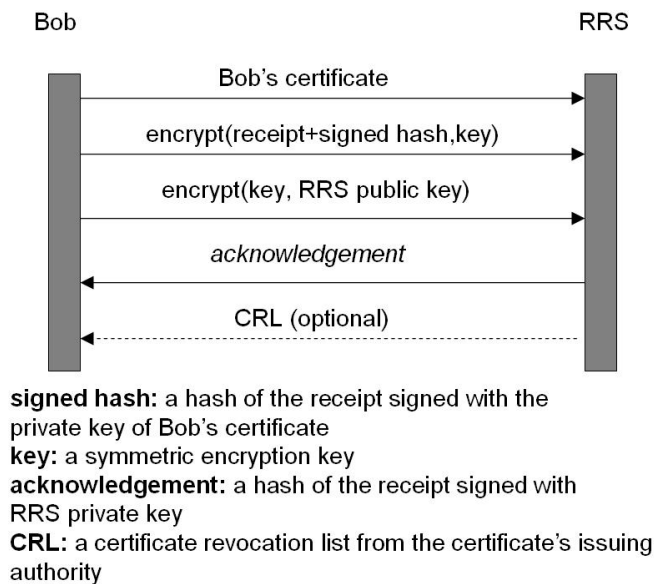 Bob RRS
Bob's certificate
encrypt(receipt+signed hash,key)
encrypt(key, RRS public key)
acknowledgement
CRL (optional)
signed hash: a hash of the receipt signed with the
private key of Bob's certificate
key: a symmetric encryption key
acknowledgement: a hash of the receipt signed with
RRS private key
CRL: a certificate revocation list from the certificate's issuing
authority